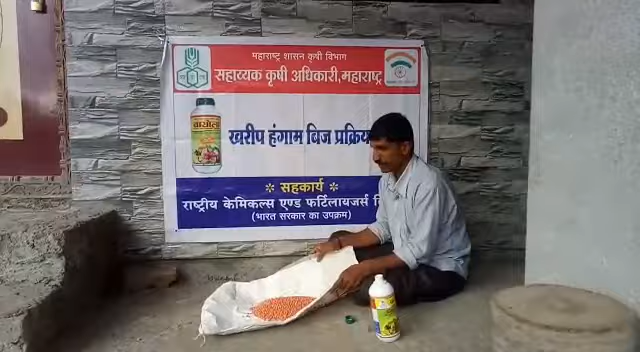 महाराष्ट्र शासन कृषी विभाग
सहाय्यक कृषी अधिकारी, महाराष्ट्र
बायोला
खरीप हंगाम बिज प्रक्रि
सहकार्य
राष्ट्रीय केमिकल्स एण्ड फर्टिलायजर्स
(भारत सरकार का उपक्रम)